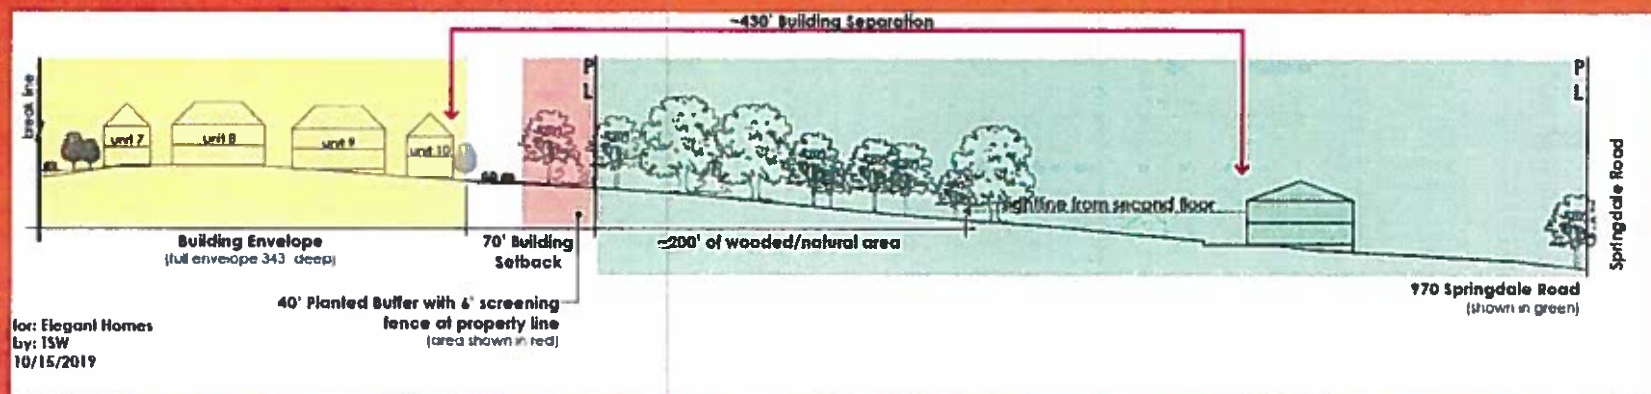 ~430' Building Separation
break line
P
L
P
L
unit 7
unit 8
unit 9
unit 10
sightline from second floor
Springdale Road
Building Envelope
(full envelope 343' deep)
70' Building
Setback
~200' of wooded/natural area
40' Planted Buffer with 6' screening
fence at property line
(area shown in red)
970 Springdale Road
(shown in green)
for: Elegant Homes
by: TSW
10/15/2019